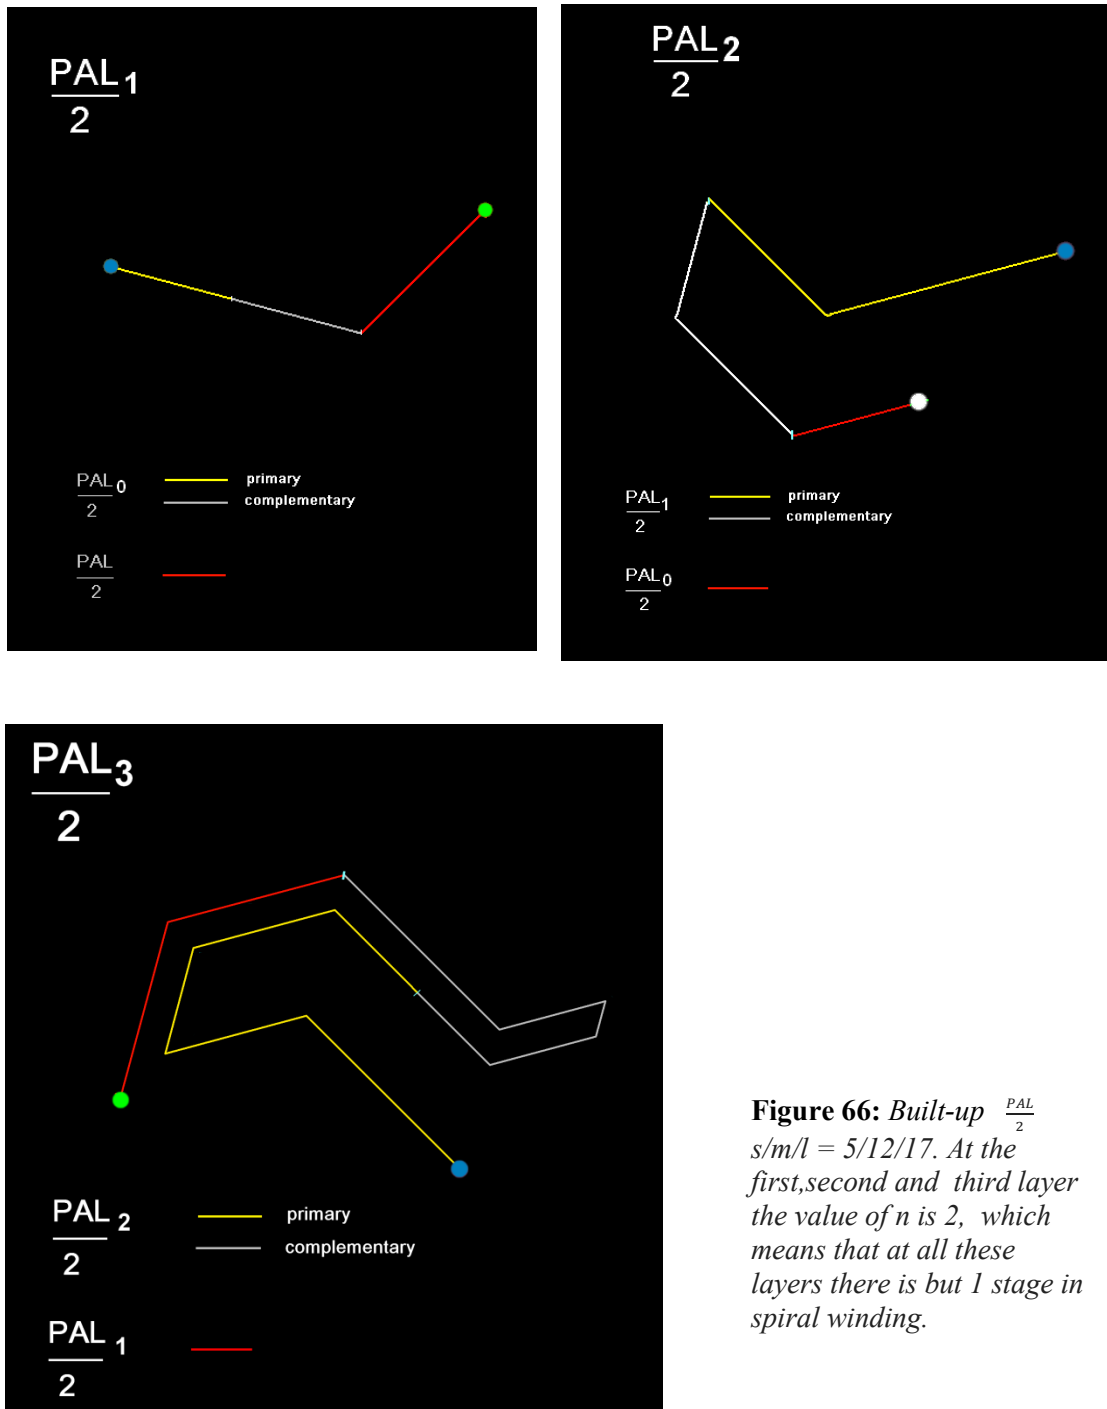 PAL1
2
PAL0 primary
2 complementary
PAL
2
PAL2
2
PAL1 primary
2 complementary
PAL0
2
PAL3
2
PAL2 primary
2 complementary
PAL1
2
Figure 66: Built-up PAL/2
s/m/l = 5/12/17. At the
first,second and third layer
the value of n is 2, which
means that at all these
layers there is but 1 stage in
spiral winding.